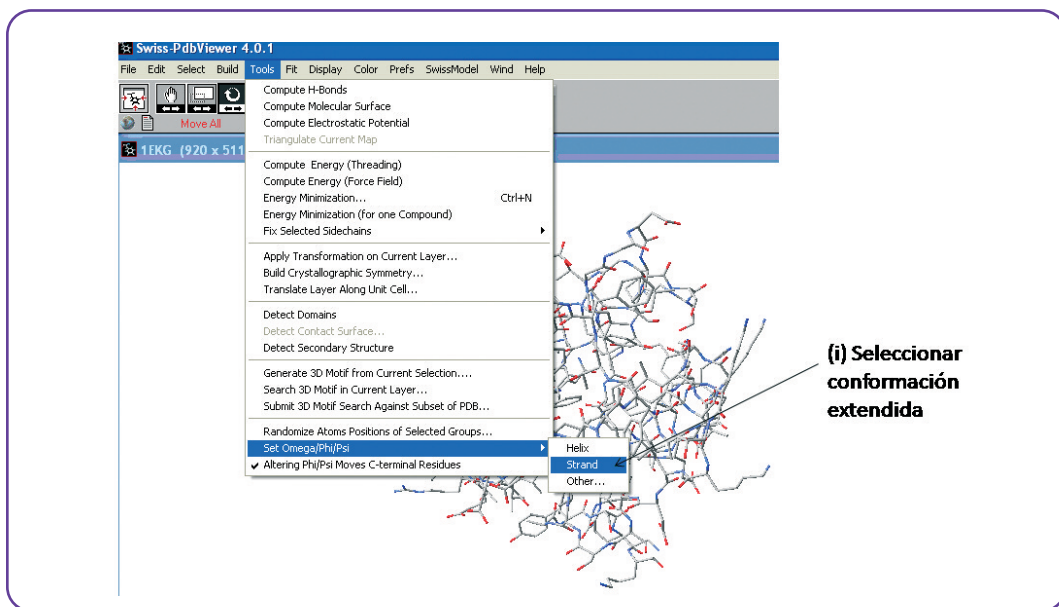 Swiss-PdbViewer 4.0.1
File Edit Select Build Tools Fit Display Color Prefs SwissModel Wind Help
Move All
1EKG (920 x 511
Compute H-Bonds
Compute Molecular Surface
Compute Electrostatic Potential
Triangulate Current Map
Compute Energy (Threading)
Compute Energy (Force Field)
Energy Minimization... Ctrl+N
Energy Minimization (for one Compound)
Fix Selected Sidechains
Apply Transformation on Current Layer...
Build Crystallographic Symmetry...
Translate Layer Along Unit Cell...
Detect Domains
Detect Contact Surface...
Detect Secondary Structure
Generate 3D Motif from Current Selection....
Search 3D Motif in Current Layer...
Submit 3D Motif Search Against Subset of PDB...
Randomize Atoms Positions of Selected Groups...
Set Omega/Phi/Psi
Altering Phi/Psi Moves C-terminal Residues
Helix
Strand
Other...
(i) Seleccionar
conformación
extendida